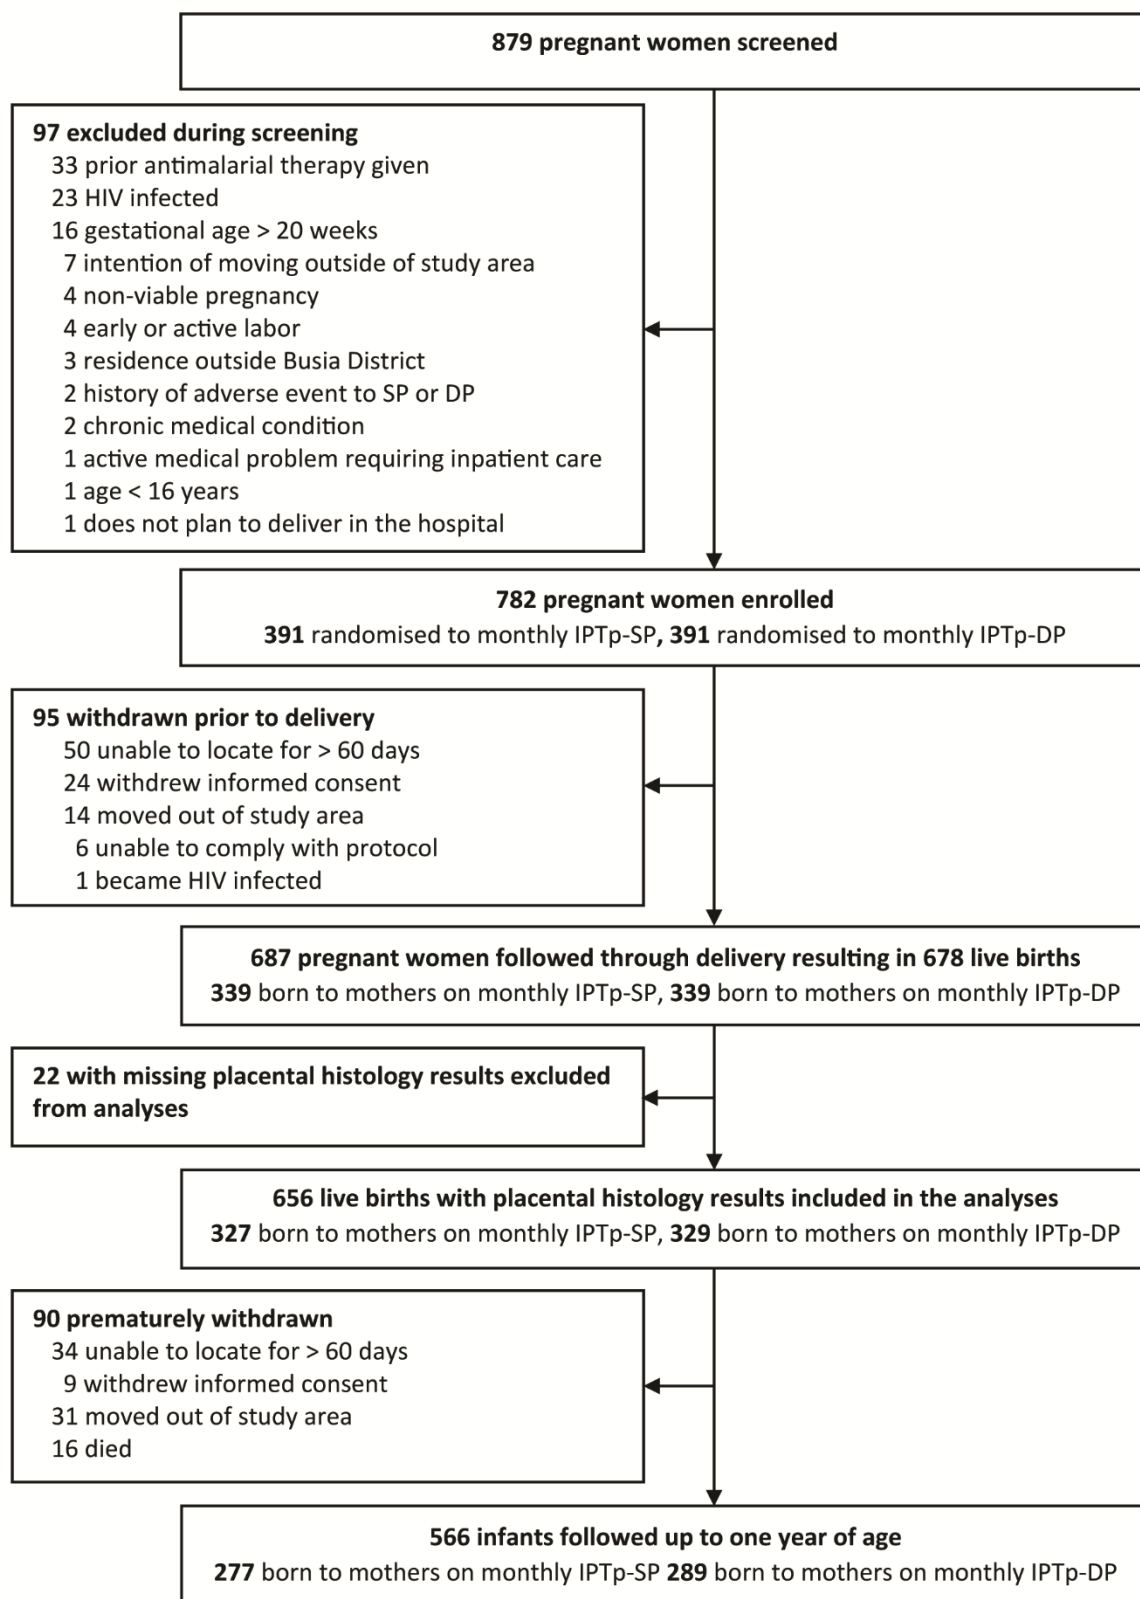 879 pregnant women screened
97 excluded during screening
33 prior antimalarial therapy given
23 HIV infected
16 gestational age > 20 weeks
7 intention of moving outside of study area
4 non-viable pregnancy
4 early or active labor
3 residence outside Busia District
2 history of adverse event to SP or DP
2 chronic medical condition
1 active medical problem requiring inpatient care
1 age < 16 years
1 does not plan to deliver in the hospital
782 pregnant women enrolled
391 randomised to monthly IPTp-SP, 391 randomised to monthly IPTp-DP
95 withdrawn prior to delivery
50 unable to locate for > 60 days
24 withdrew informed consent
14 moved out of study area
6 unable to comply with protocol
1 became HIV infected
687 pregnant women followed through delivery resulting in 678 live births
339 born to mothers on monthly IPTp-SP, 339 born to mothers on monthly IPTp-DP
22 with missing placental histology results excluded
from analyses
656 live births with placental histology results included in the analyses
327 born to mothers on monthly IPTp-SP, 329 born to mothers on monthly IPTp-DP
90 prematurely withdrawn
34 unable to locate for > 60 days
9 withdrew informed consent
31 moved out of study area
16 died
566 infants followed up to one year of age
277 born to mothers on monthly IPTp-SP 289 born to mothers on monthly IPTp-DP